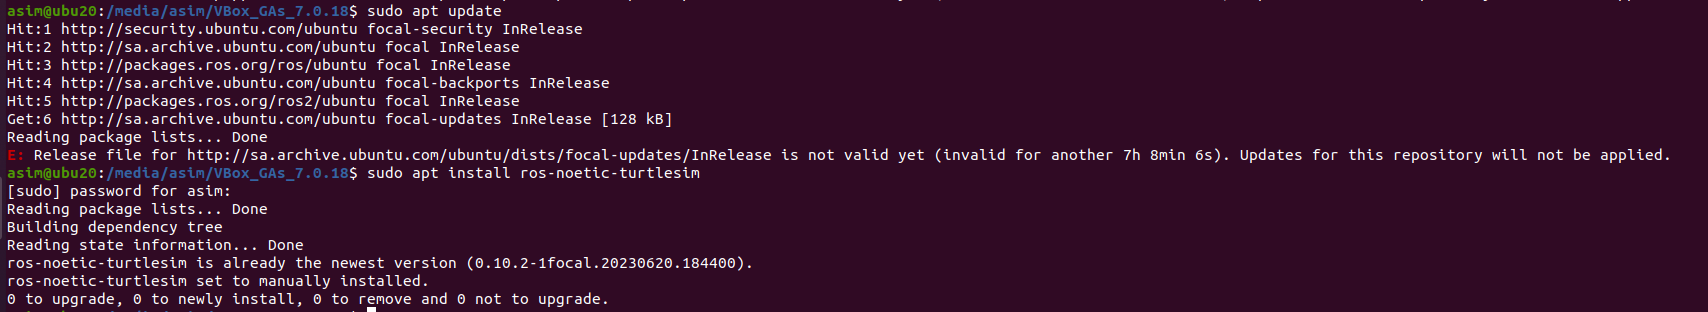 asim@ubu20:/media/asim/VBox_GAs_7.0.18$ sudo apt update
Hit:1 http://security.ubuntu.com/ubuntu focal-security InRelease
Hit:2 http://sa.archive.ubuntu.com/ubuntu focal InRelease
Hit:3 http://packages.ros.org/ros/ubuntu focal InRelease
Hit:4 http://sa.archive.ubuntu.com/ubuntu focal-backports InRelease
Hit:5 http://packages.ros.org/ros2/ubuntu focal InRelease
Get:6 http://sa.archive.ubuntu.com/ubuntu focal-updates InRelease [128 kB]
Reading package lists... Done
E: Release file for http://sa.archive.ubuntu.com/ubuntu/dists/focal-updates/InRelease is not valid yet (invalid for another 7h 8min 6s). Updates for this repository will not be applied.
asim@ubu20:/media/asim/VBox_GAs_7.0.18$ sudo apt install ros-noetic-turtlesim
[sudo] password for asim:
Reading package lists... Done
Building dependency tree
Reading state information... Done
ros-noetic-turtlesim is already the newest version (0.10.2-1focal.20230620.184400).
ros-noetic-turtlesim set to manually installed.
0 to upgrade, 0 to newly install, 0 to remove and 0 not to upgrade.